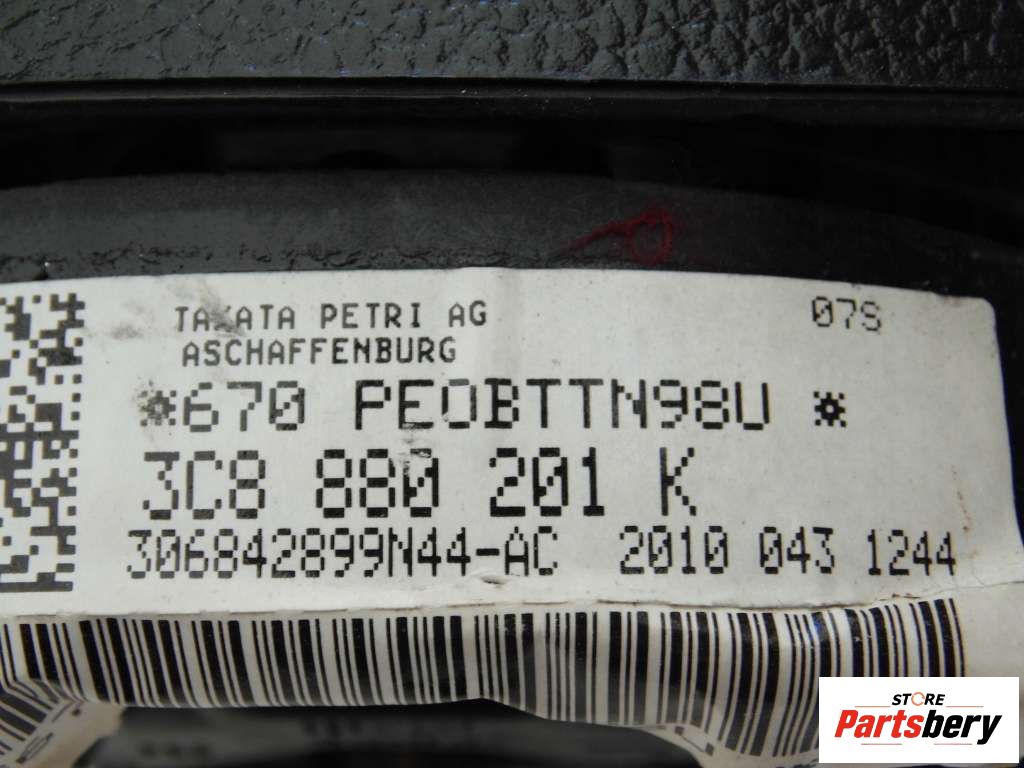 TAKATA PETRI AG 07S
ASCHAFFENBURG
*670 PE0BTTN98U *
3C8 880 201 K
306842899N44-AC 2010 043 1244
STORE
Partsbery